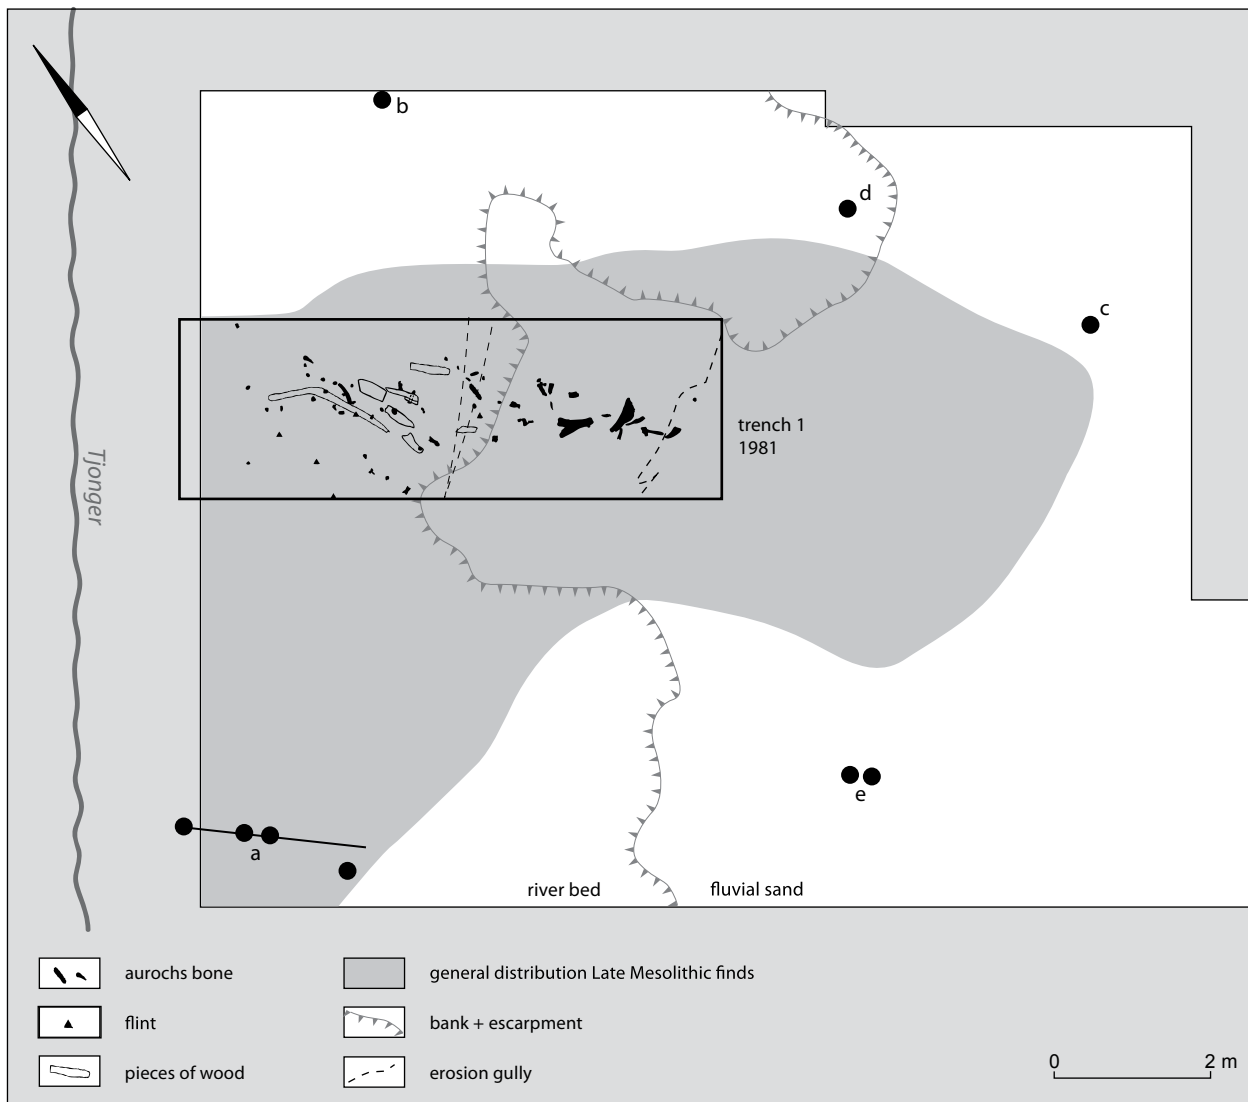 b
d
c
trench 1
1981
Tjonger
e
a
river bed
fluvial sand
aurochs bone
general distribution Late Mesolithic finds
flint
bank + escarpment
pieces of wood
erosion gully
0
2 m